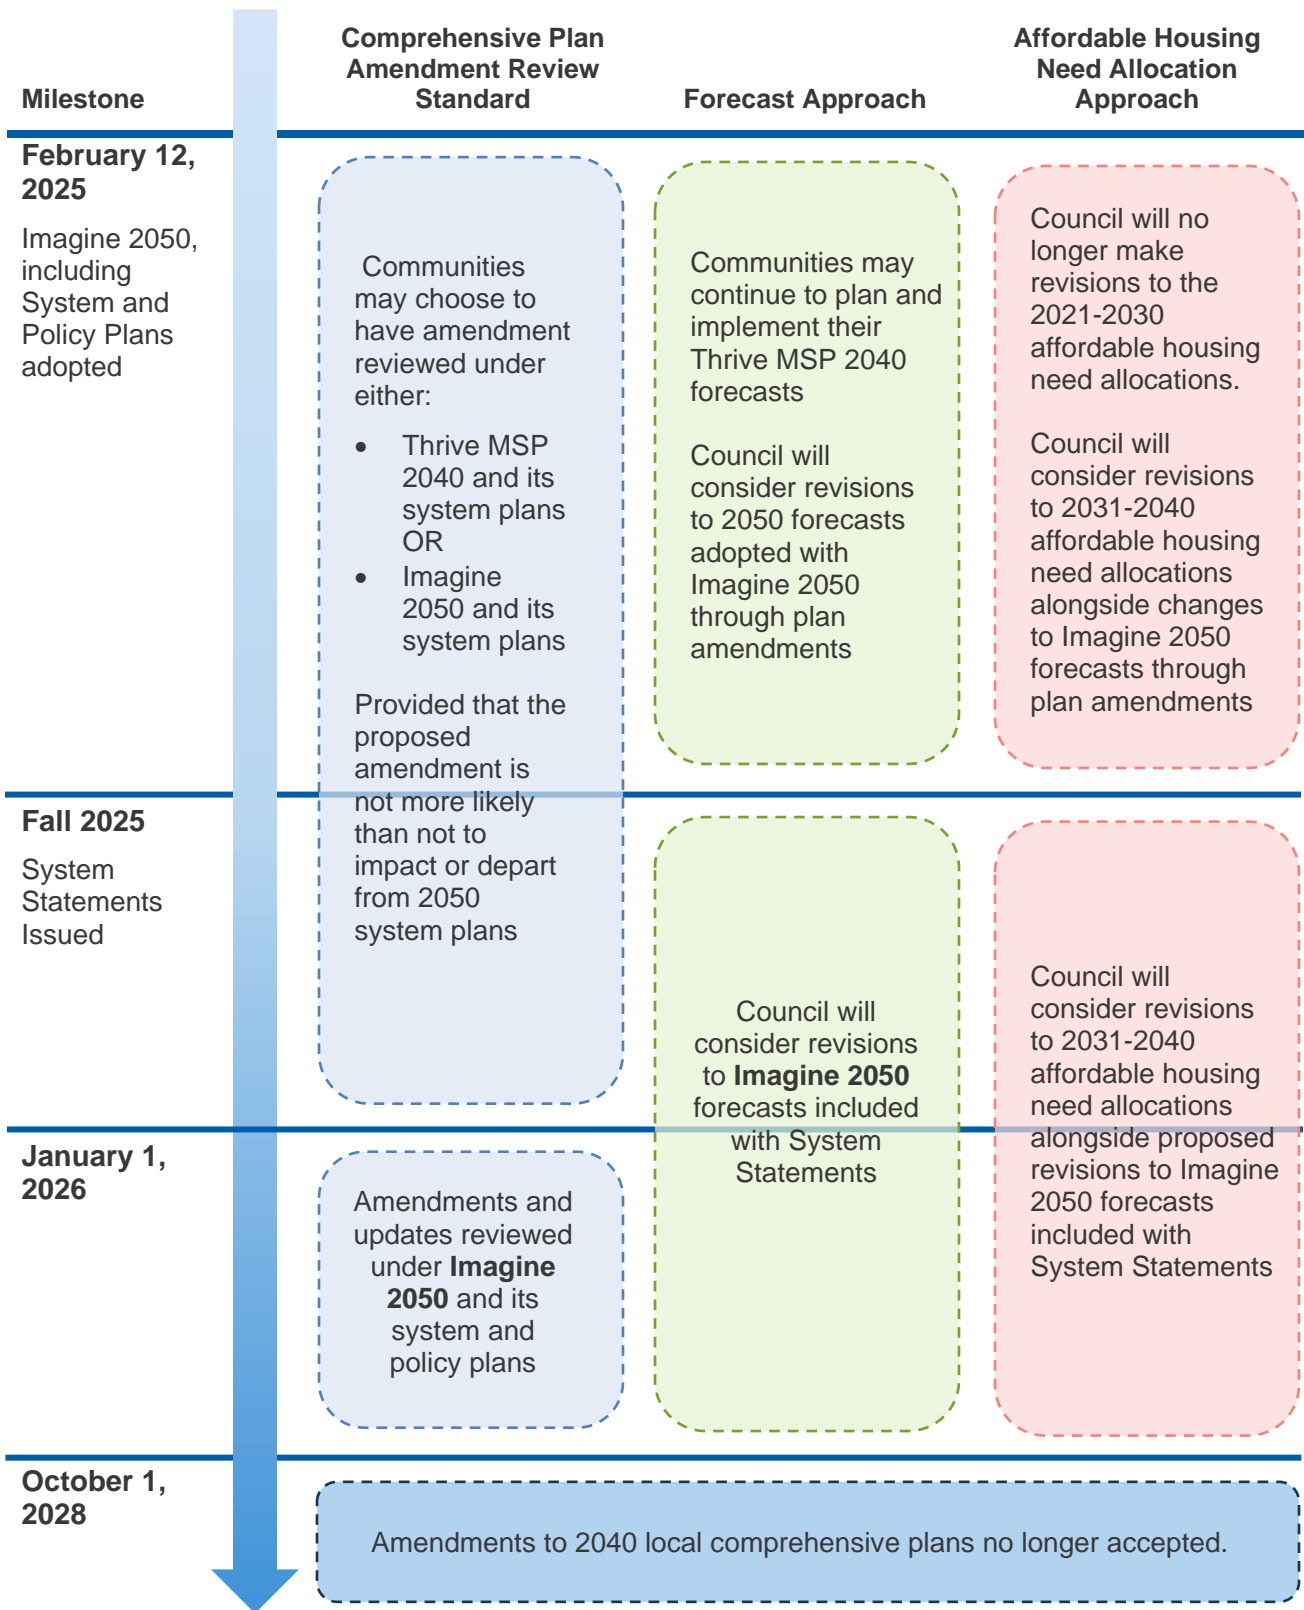 Milestone
Comprehensive Plan
Amendment Review
Standard
Forecast Approach
Affordable Housing
Need Allocation
Approach
February 12,
2025
Imagine 2050,
including
System and
Policy Plans
adopted
Communities
may choose to
have amendment
reviewed under
either:
• Thrive MSP
2040 and its
system plans
OR
• Imagine
2050 and its
system plans
Provided that the
proposed
amendment is
not more likely
than not to
impact or depart
from 2050
system plans
Communities may
continue to plan and
implement their
Thrive MSP 2040
forecasts
Council will
consider revisions
to 2050 forecasts
adopted with
Imagine 2050
through plan
amendments
Council will no
longer make
revisions to the
2021-2030
affordable housing
need allocations.
Council will
consider revisions
to 2031-2040
affordable housing
need allocations
alongside changes
to Imagine 2050
forecasts through
plan amendments
Fall 2025
System
Statements
Issued
Council will
consider revisions
to Imagine 2050
forecasts included
with System
Statements
Council will
consider revisions
to 2031-2040
affordable housing
need allocations
alongside proposed
revisions to Imagine
2050 forecasts
included with
System Statements
January 1,
2026
Amendments and
updates reviewed
under Imagine
2050 and its
system and
policy plans
October 1,
2028
Amendments to 2040 local comprehensive plans no longer accepted.